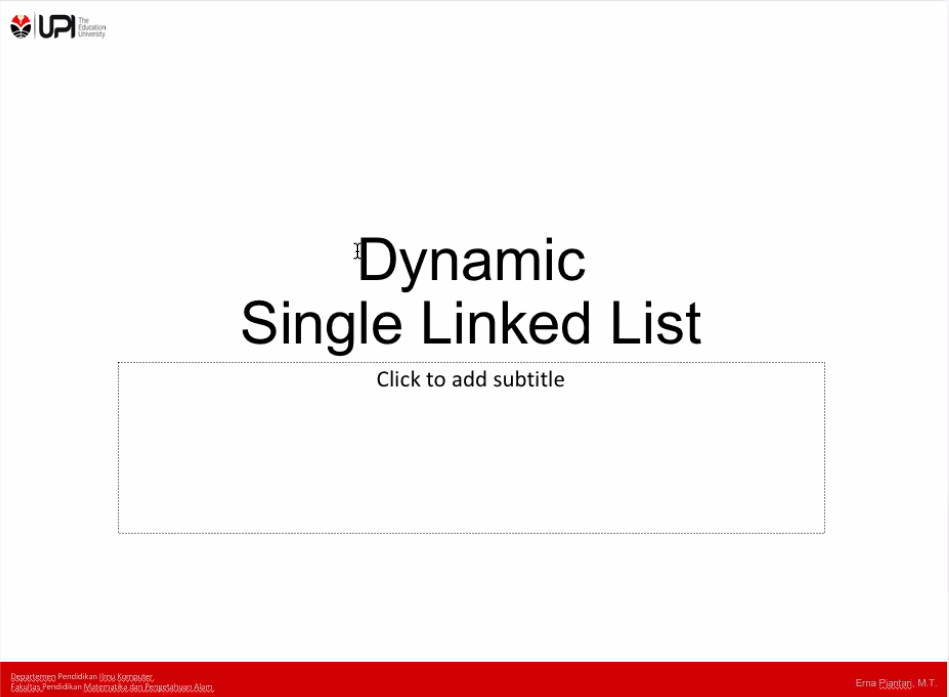 UPI
The
Education
University
Dynamic
Single Linked List
Click to add subtitle
Departemen Pendidikan Ilmu Komputer,
Fakultas Pendidikan Matematika dan Pengetahuan Alam
Erna Piantari, M.T.